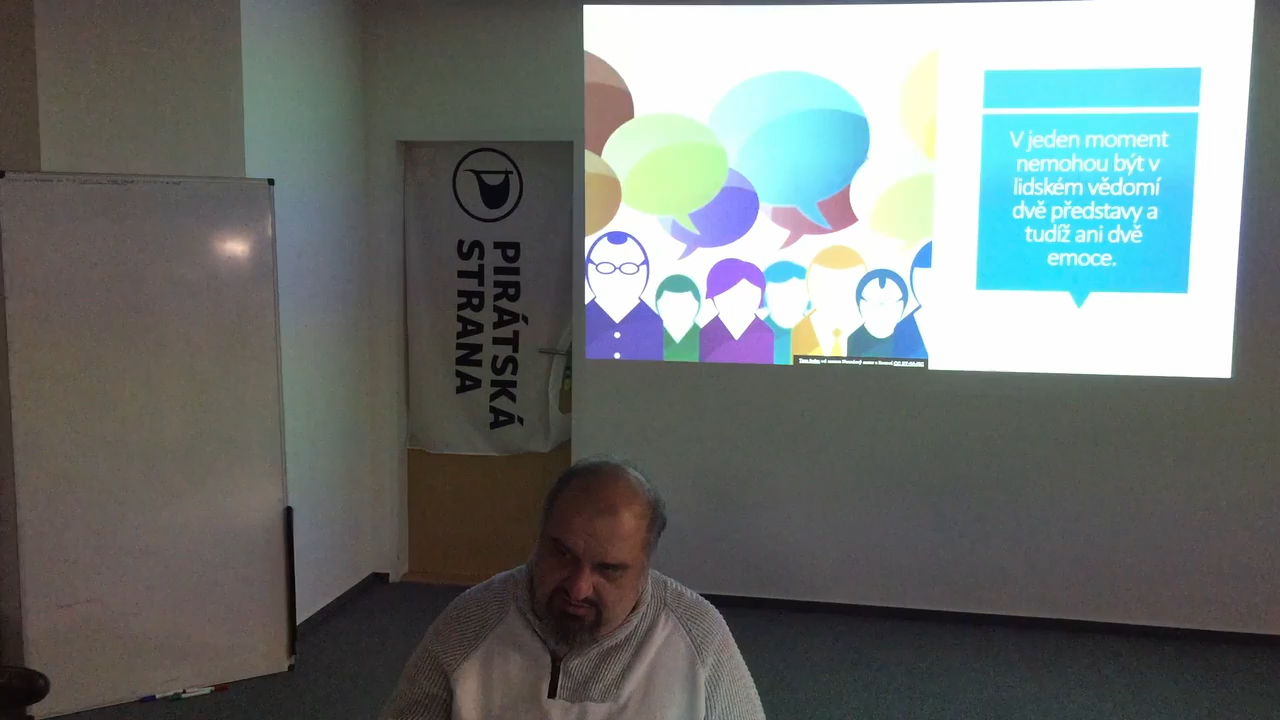 PIRÁTSKÁ
STRANA
V jeden moment
nemohou být v
lidském vědomí
dvě představy a
tudíž ani dvě
emoce.